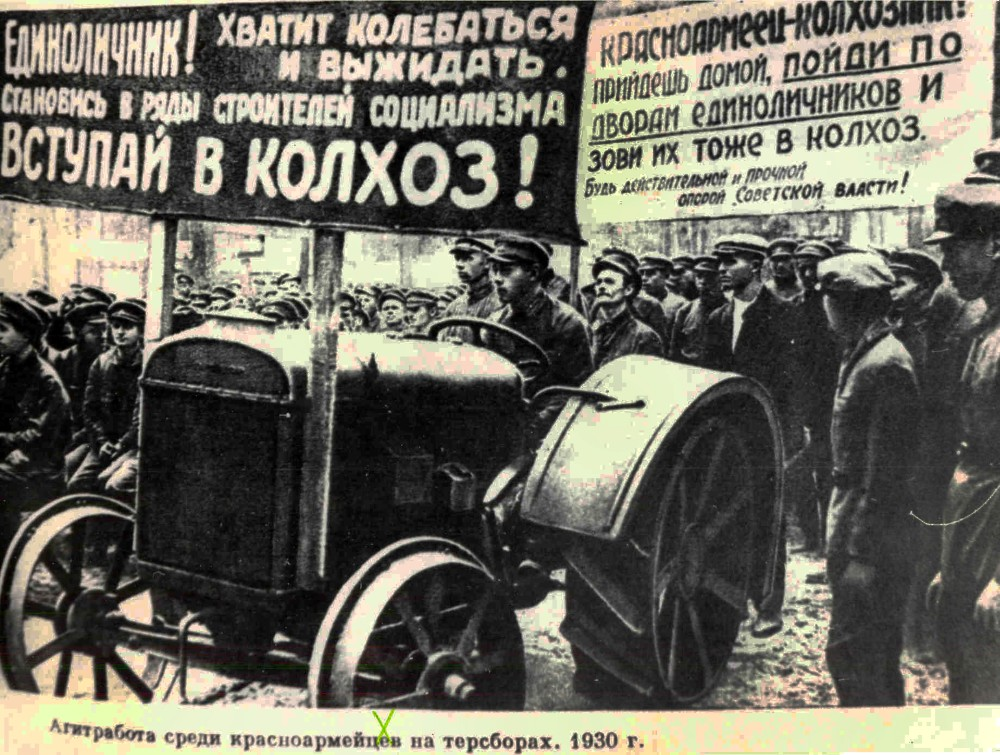 ЕДИНОЛИЧНИК! ХВАТИТ КОЛЕБАТЬСЯ
И ВЫЖИДАТЬ.
СТАНОВИСЬ В РЯДЫ СТРОИТЕЛЕЙ СОЦИАЛИЗМА
ВСТУПАЙ В КОЛХОЗ!
КРАСНОАРМЕЕЦ-КОЛХОЗНИК!
ПРИЙДЕШЬ ДОМОЙ, ПОЙДИ ПО
ДВОРАМ ЕДИНОЛИЧНИКОВ И
ЗОВИ ИХ ТОЖЕ В КОЛХОЗ.
БУДЬ ДЕЙСТВИТЕЛЬНОЙ И ПРОЧНОЙ
ОПОРОЙ СОВЕТСКОЙ ВЛАСТИ!
Агитработа среди красноармейцев на терсборах. 1930 г.